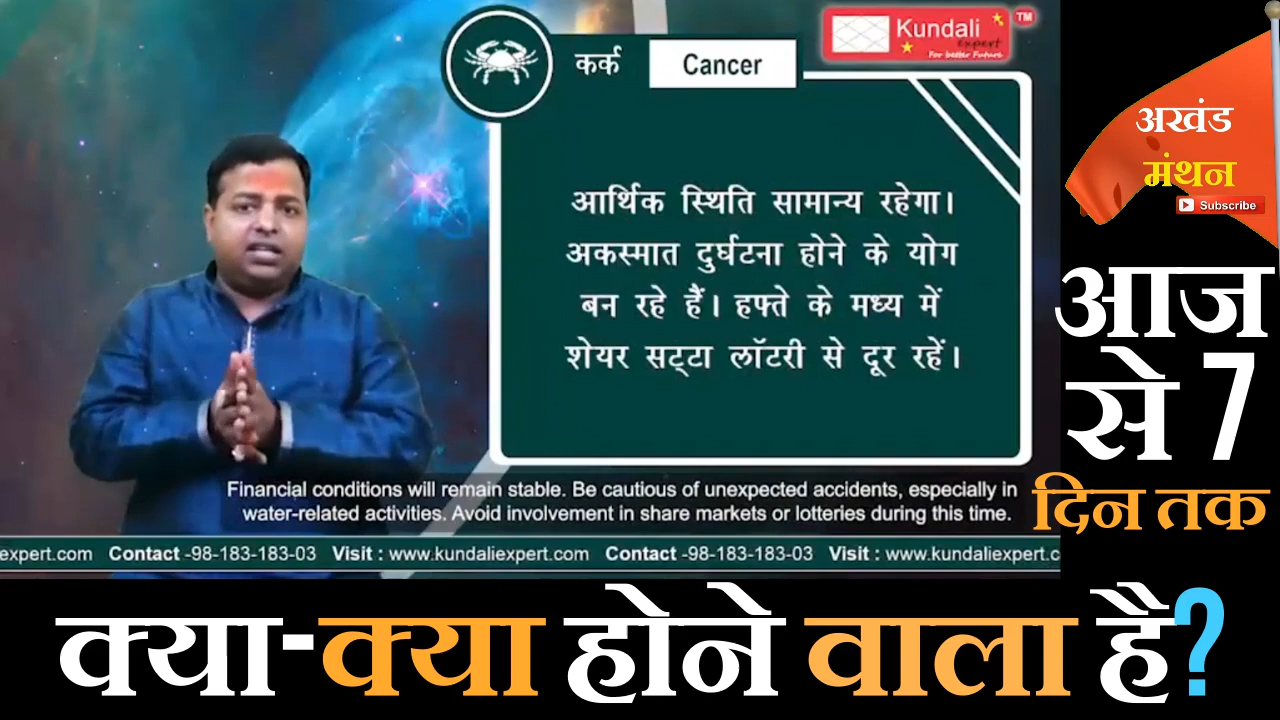 कर्क
Cancer
Kundali
expert
For better Future
TM
आर्थिक स्थिति सामान्य रहेगा।
अकस्मात दुर्घटना होने के योग
बन रहे हैं। हफ्ते के मध्य में
शेयर सट्टा लॉटरी से दूर रहें।
Financial conditions will remain stable. Be cautious of unexpected accidents, especially in
water-related activities. Avoid involvement in share markets or lotteries during this time.
expert.com Contact -98-183-183-03 Visit : www.kundaliexpert.com Contact -98-183-183-03 Visit : www.kundaliexpert.c
अखंड
मंथन
Subscribe
आज
से 7
दिन तक
क्या-क्या होने वाला है?